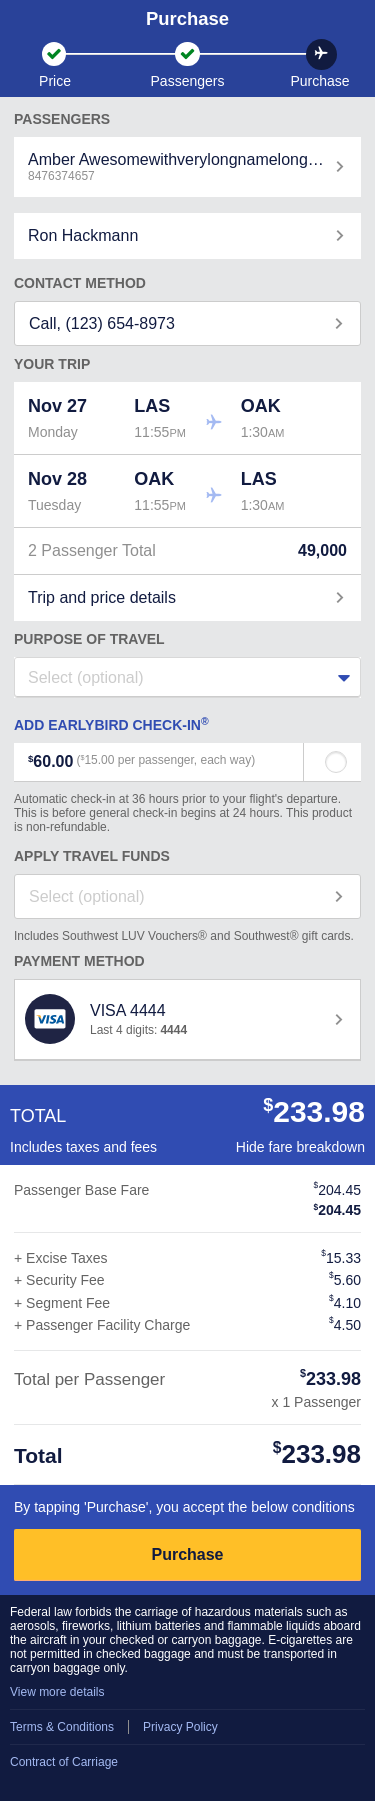 Purchase
Price
Passengers
Purchase
PASSENGERS
Amber Awesomewithverylongnamelong…
8476374657
Ron Hackmann
CONTACT METHOD
Call, (123) 654-8973
YOUR TRIP
Nov 27 LAS OAK
Monday 11:55PM 1:30AM
Nov 28 OAK LAS
Tuesday 11:55PM 1:30AM
2 Passenger Total 49,000
Trip and price details
PURPOSE OF TRAVEL
Select (optional)
ADD EARLYBIRD CHECK-IN®
$60.00 ($15.00 per passenger, each way)
Automatic check-in at 36 hours prior to your flight's departure.
This is before general check-in begins at 24 hours. This product
is non-refundable.
APPLY TRAVEL FUNDS
Select (optional)
Includes Southwest LUV Vouchers® and Southwest® gift cards.
PAYMENT METHOD
VISA
VISA 4444
Last 4 digits: 4444
TOTAL $233.98
Includes taxes and fees Hide fare breakdown
Passenger Base Fare $204.45
$204.45
+ Excise Taxes $15.33
+ Security Fee $5.60
+ Segment Fee $4.10
+ Passenger Facility Charge $4.50
Total per Passenger $233.98
x 1 Passenger
Total $233.98
By tapping 'Purchase', you accept the below conditions
Purchase
Federal law forbids the carriage of hazardous materials such as
aerosols, fireworks, lithium batteries and flammable liquids aboard
the aircraft in your checked or carryon baggage. E-cigarettes are
not permitted in checked baggage and must be transported in
carryon baggage only.
View more details
Terms & Conditions Privacy Policy
Contract of Carriage